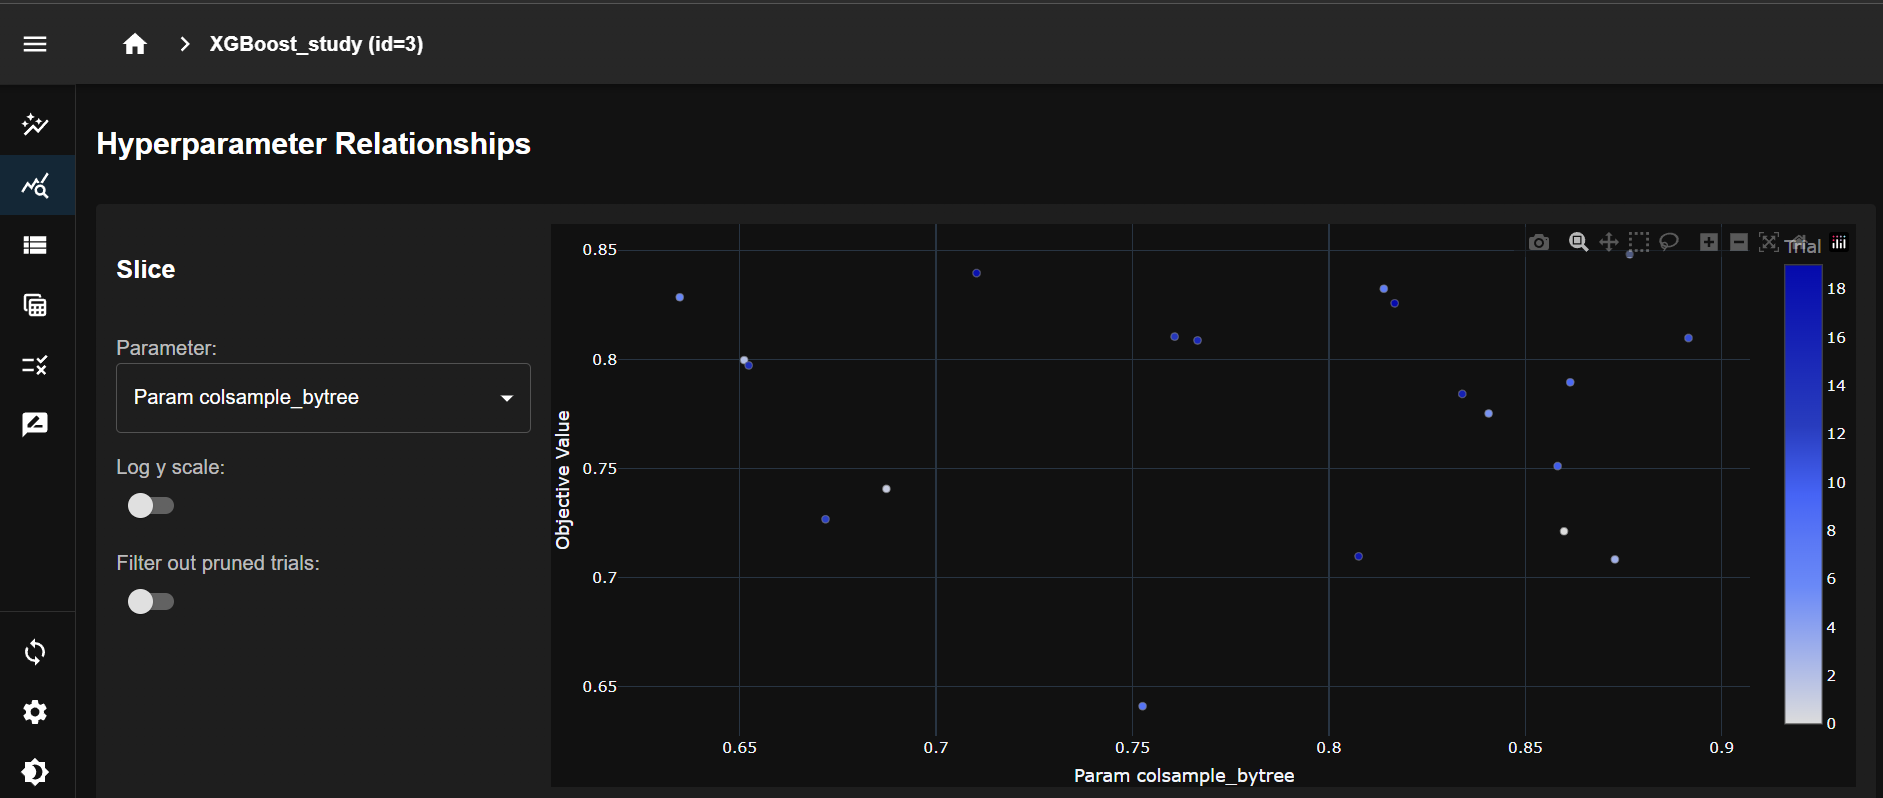 XGBoost_study (id=3)
Hyperparameter Relationships
Slice
Parameter:
Param colsample_bytree
Log y scale:
Filter out pruned trials:
Objective Value
0.85
0.8
0.75
0.7
0.65
0.65 0.7 0.75 0.8 0.85 0.9
Param colsample_bytree
Trial
18
16
14
12
10
8
6
4
2
0